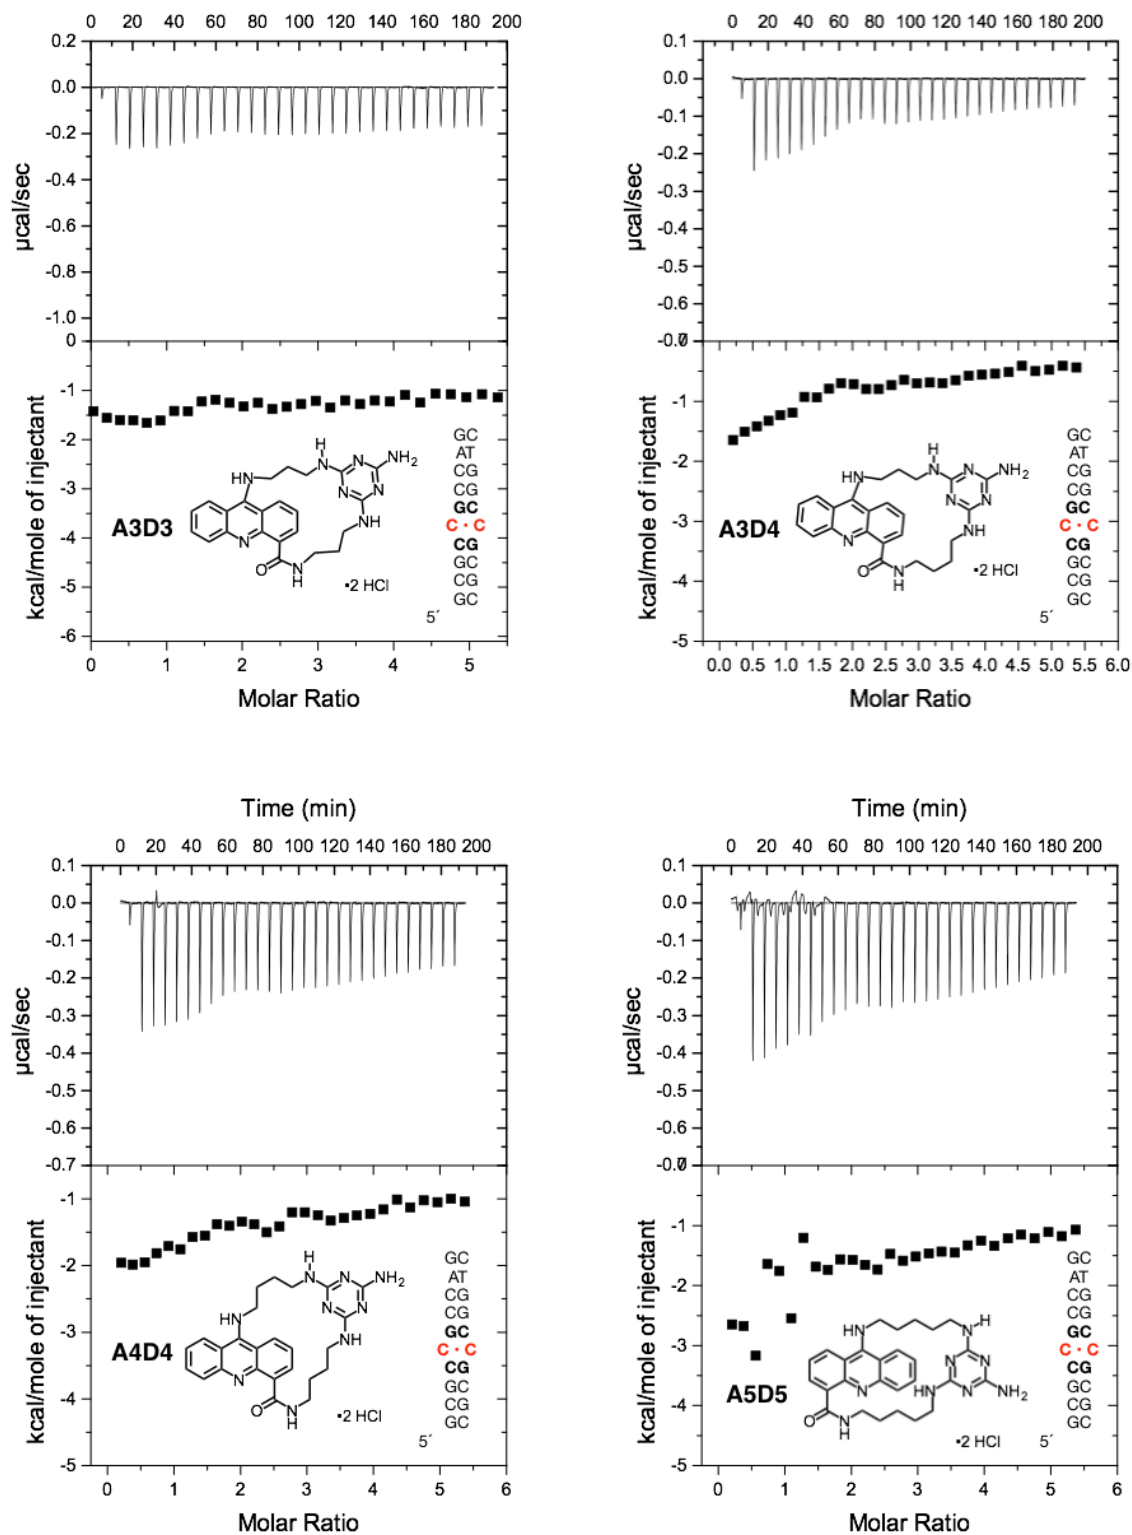 0 20 40 60 80 100 120 140 160 180 200
0.2
0.0
-0.2
-0.4
-0.6
-0.8
-1.0
0
µcal/sec
-1
-2
-3
-4
-5
-6
kcal/mole of injectant
HN
H
N
N
NH2
N
N
NH
N
O
N
H
A3D3
▪2 HCl
GC
AT
CG
CG
GC
C · C
CG
GC
CG
GC
5´
0 1 2 3 4 5
Molar Ratio
0 20 40 60 80 100 120 140 160 180 200
0.1
0.0
-0.1
-0.2
-0.3
-0.4
-0.5
-0.6
µcal/sec
-1
-2
-3
-4
-5
kcal/mole of injectant
HN
H
N
N
NH2
N
N
NH
N
O
N
H
A3D4
▪2 HCl
GC
AT
CG
CG
GC
C · C
CG
GC
CG
GC
5´
0.0 0.5 1.0 1.5 2.0 2.5 3.0 3.5 4.0 4.5 5.0 5.5 6.0
Molar Ratio
Time (min)
0 20 40 60 80 100 120 140 160 180 200
0.1
0.0
-0.1
-0.2
-0.3
-0.4
-0.5
-0.6
-0.7
µcal/sec
-1
-2
-3
-4
-5
kcal/mole of injectant
H
N
N
NH2
N
N
HN
NH
N
O
N
H
A4D4
▪2 HCl
GC
AT
CG
CG
GC
C · C
CG
GC
CG
GC
5´
0 1 2 3 4 5 6
Molar Ratio
Time (min)
0 20 40 60 80 100 120 140 160 180 200
0.1
0.0
-0.1
-0.2
-0.3
-0.4
-0.5
-0.6
µcal/sec
-1
-2
-3
-4
-5
kcal/mole of injectant
HN
N
H
N
N
N
HN
N
NH2
O
N
H
A5D5
▪2 HCl
GC
AT
CG
CG
GC
C · C
CG
GC
CG
GC
5´
0 1 2 3 4 5 6
Molar Ratio